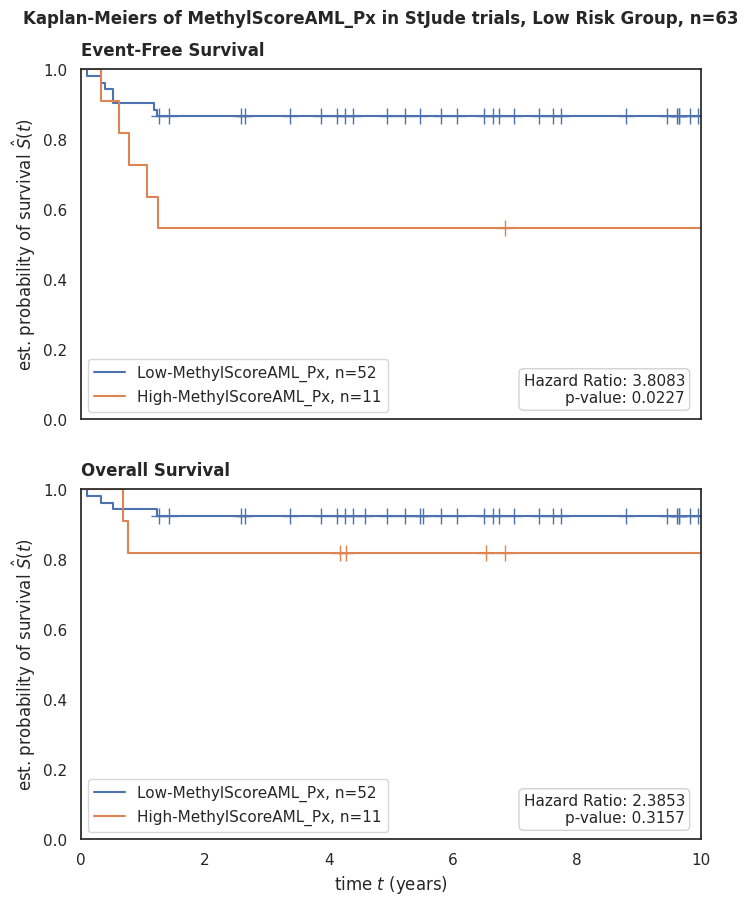 Kaplan-Meiers of MethylScoreAML_Px in StJude trials, Low Risk Group, n=63
Event-Free Survival
1.0
0.8
0.6
0.4
0.2
0.0
est. probability of survival Ŝ(t)
Low-MethylScoreAML_Px, n=52
High-MethylScoreAML_Px, n=11
Hazard Ratio: 3.8083
p-value: 0.0227
Overall Survival
1.0
0.8
0.6
0.4
0.2
0.0
est. probability of survival Ŝ(t)
Low-MethylScoreAML_Px, n=52
High-MethylScoreAML_Px, n=11
Hazard Ratio: 2.3853
p-value: 0.3157
0 2 4 6 8 10
time t (years)